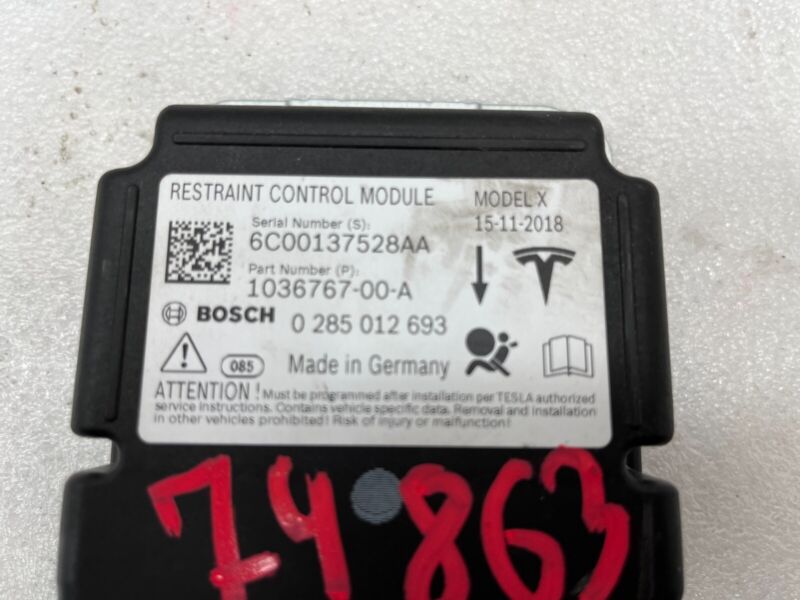 RESTRAINT CONTROL MODULE MODEL X
15-11-2018
Serial Number (S):
6C00137528AA
Part Number (P):
1036767-00-A
BOSCH 0 285 012 693
085 Made in Germany
ATTENTION ! Must be programmed after installation per TESLA authorized
service instructions. Contains vehicle specific data. Removal and installation
in other vehicles prohibited! Risk of injury or malfunction!
74863